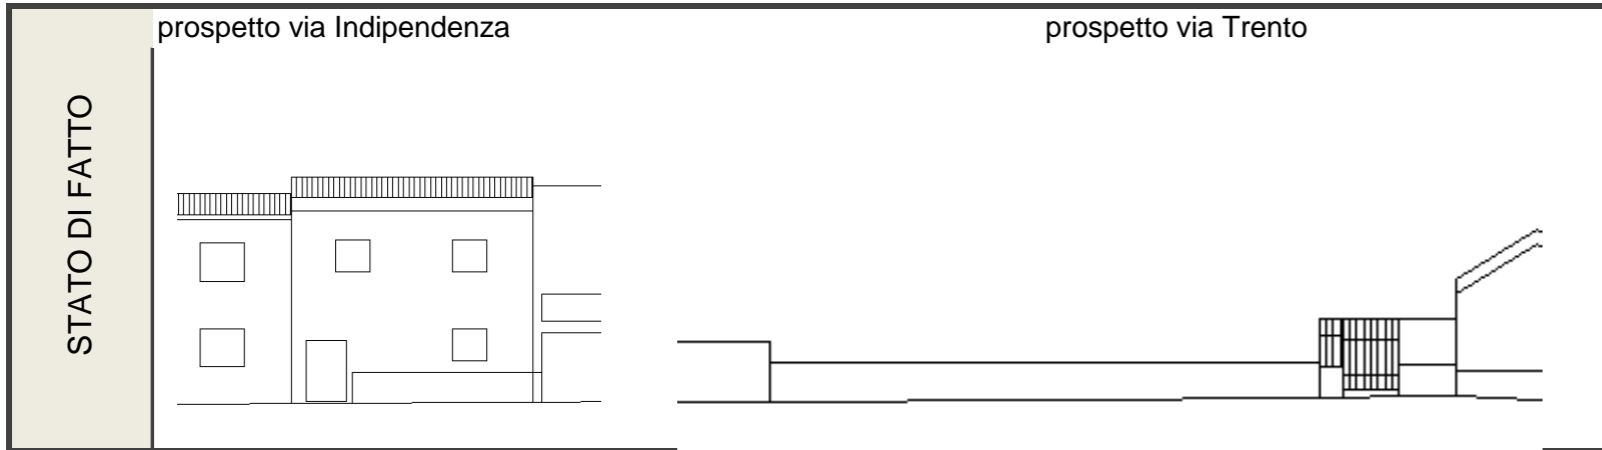 prospetto via Indipendenza
prospetto via Trento
STATO DI FATTO